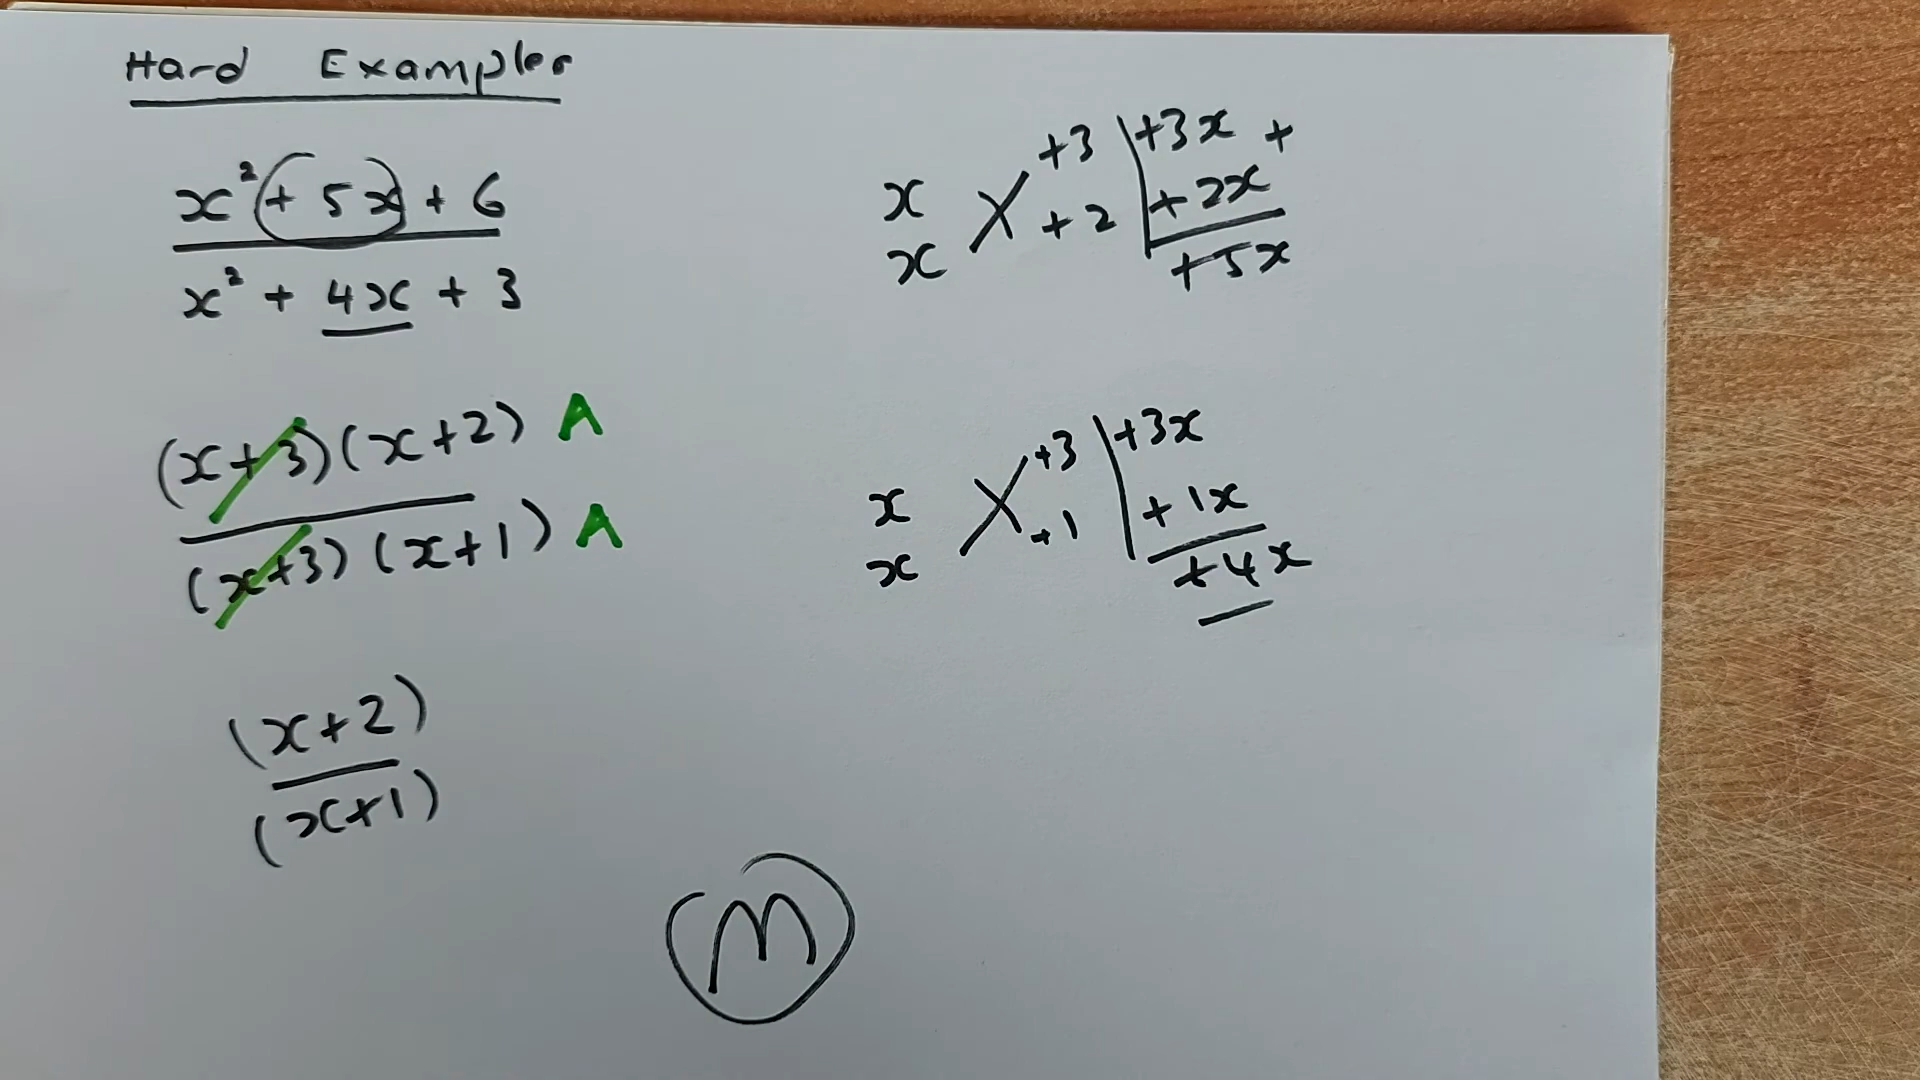 Hard Examples
x² + 5x + 6
x² + 4x + 3
(x+3)(x+2) A
(x+3)(x+1) A
(x+2)
(x+1)
+3 +3x +
x +2 +2x
x +5x
+3 +3x
x +1 +1x
x +4x
M